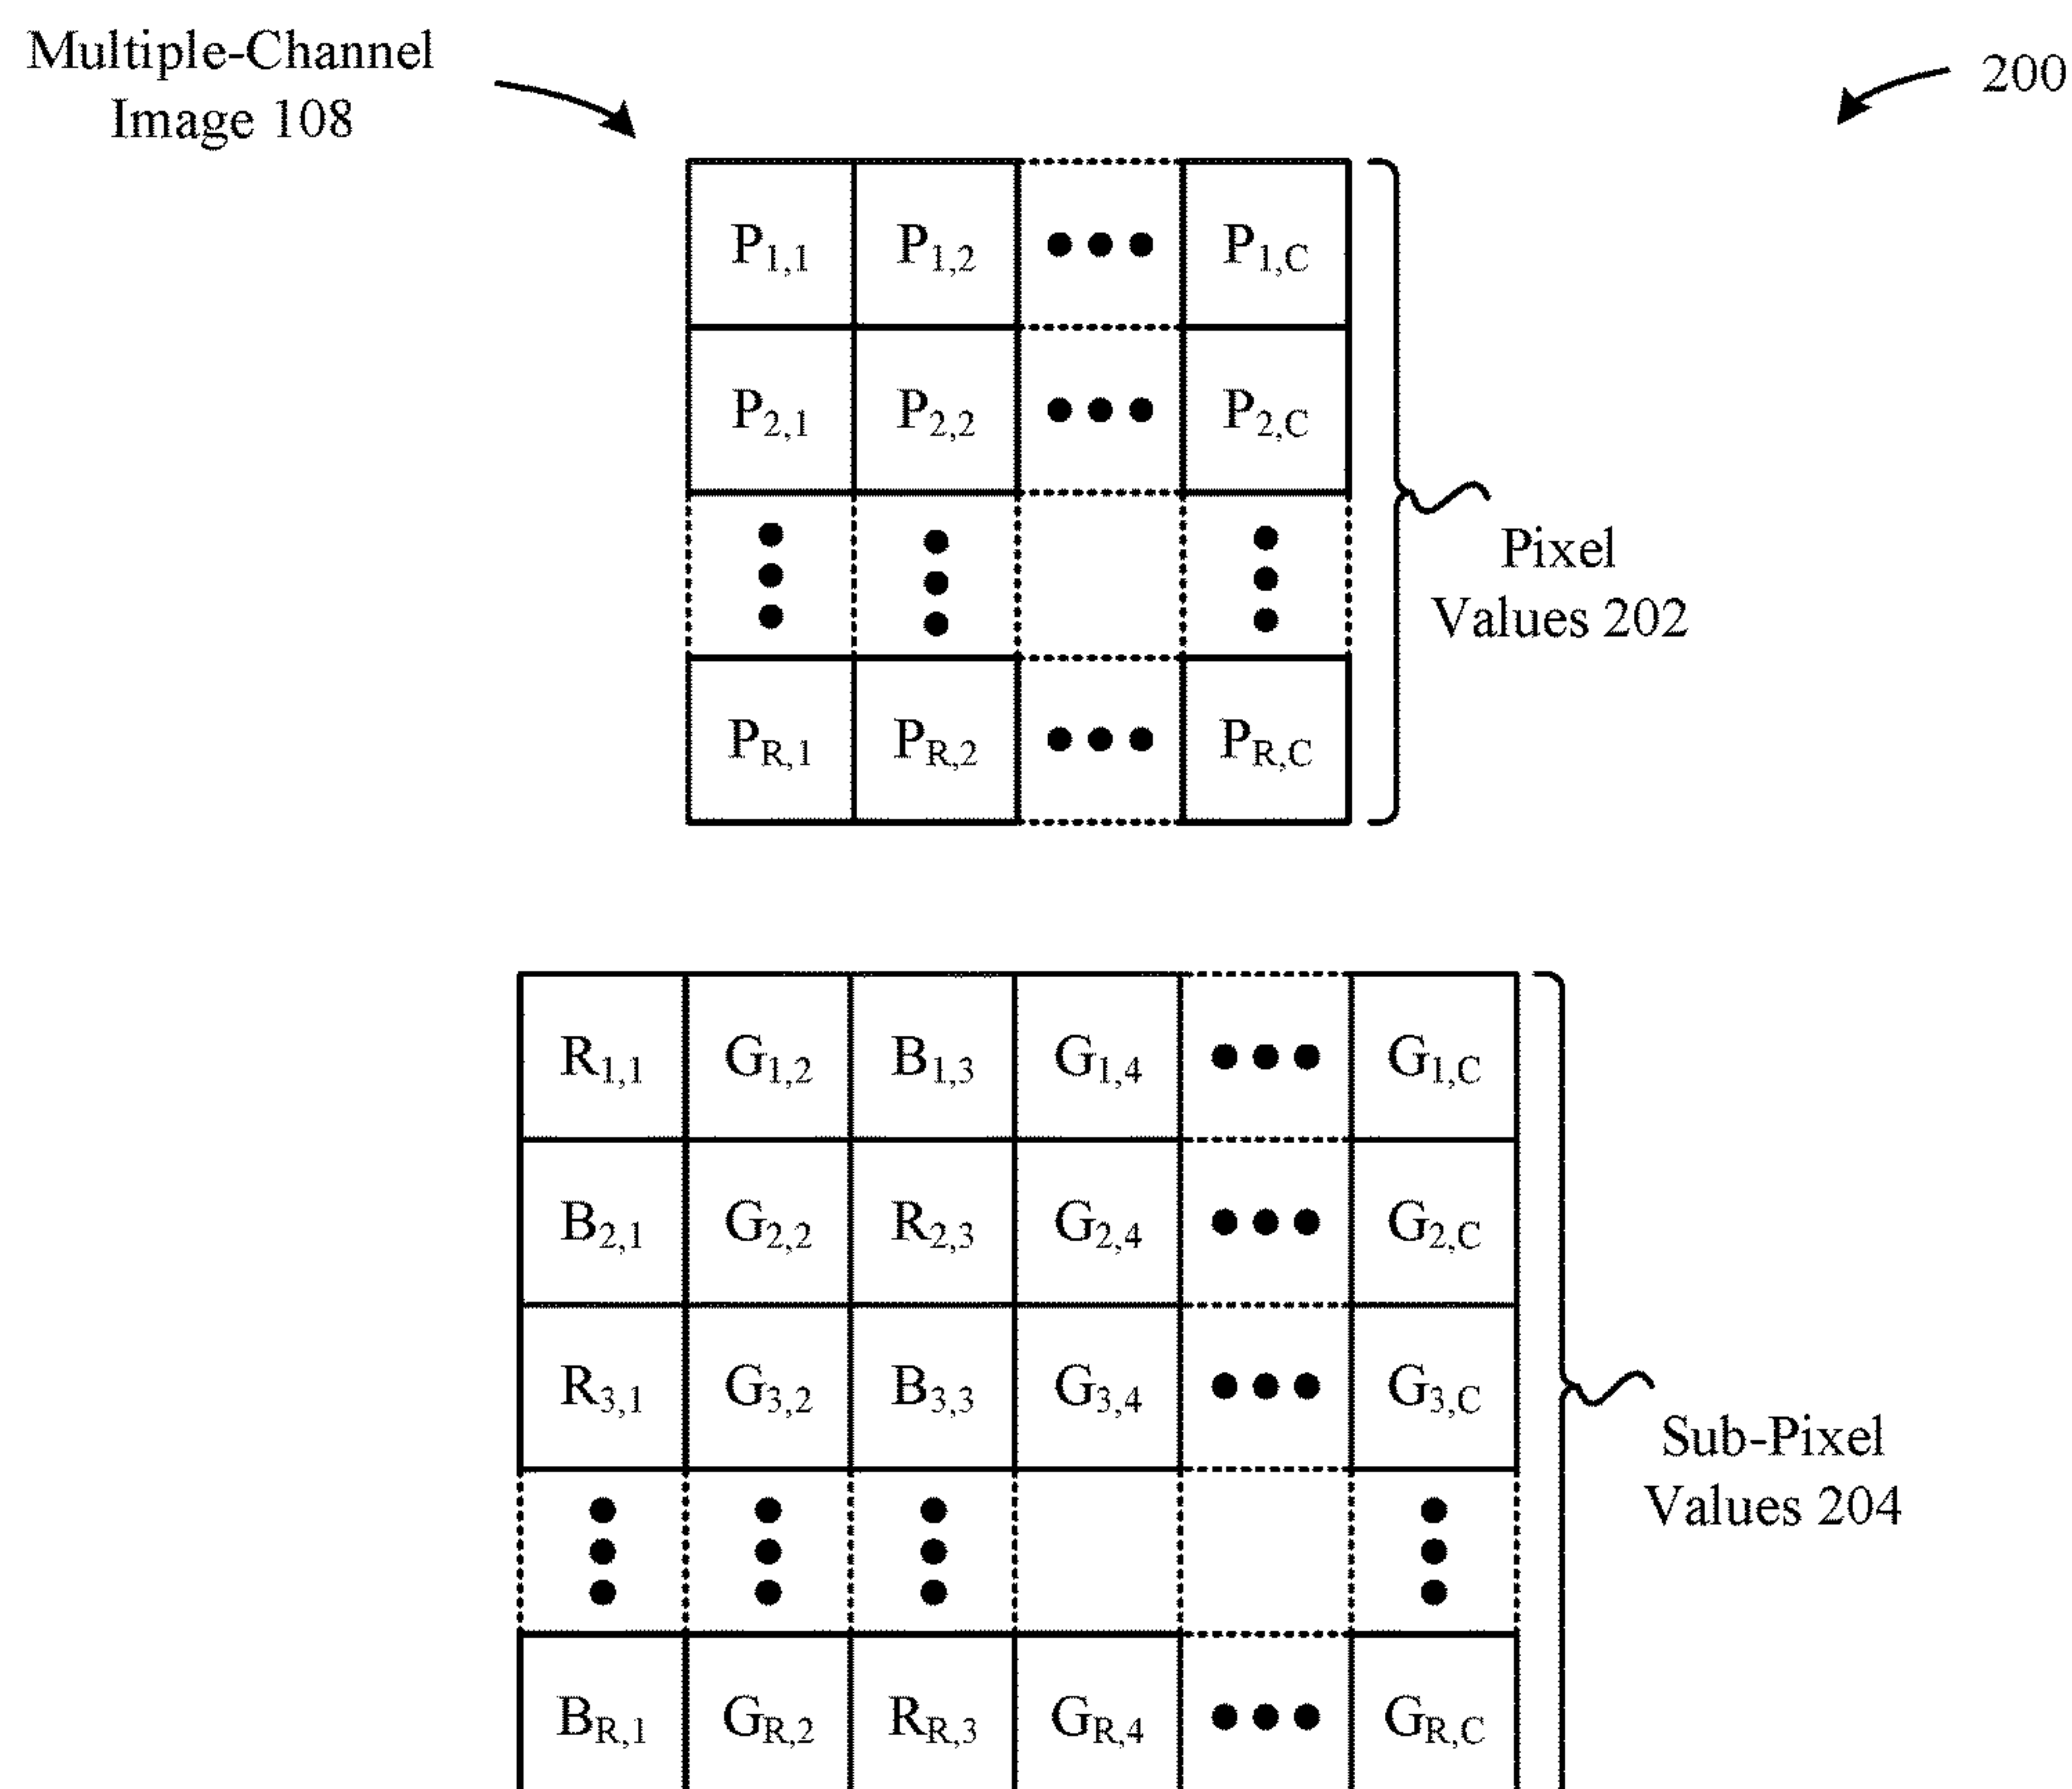 Multiple-Channel
Image 108
200
P1,1 P1,2 ••• P1,C
P2,1 P2,2 ••• P2,C
PR,1 PR,2 ••• PR,C
Pixel
Values 202
R1,1 G1,2 B1,3 G1,4 ••• G1,C
B2,1 G2,2 R2,3 G2,4 ••• G2,C
R3,1 G3,2 B3,3 G3,4 ••• G3,C
BR,1 GR,2 RR,3 GR,4 ••• GR,C
Sub-Pixel
Values 204